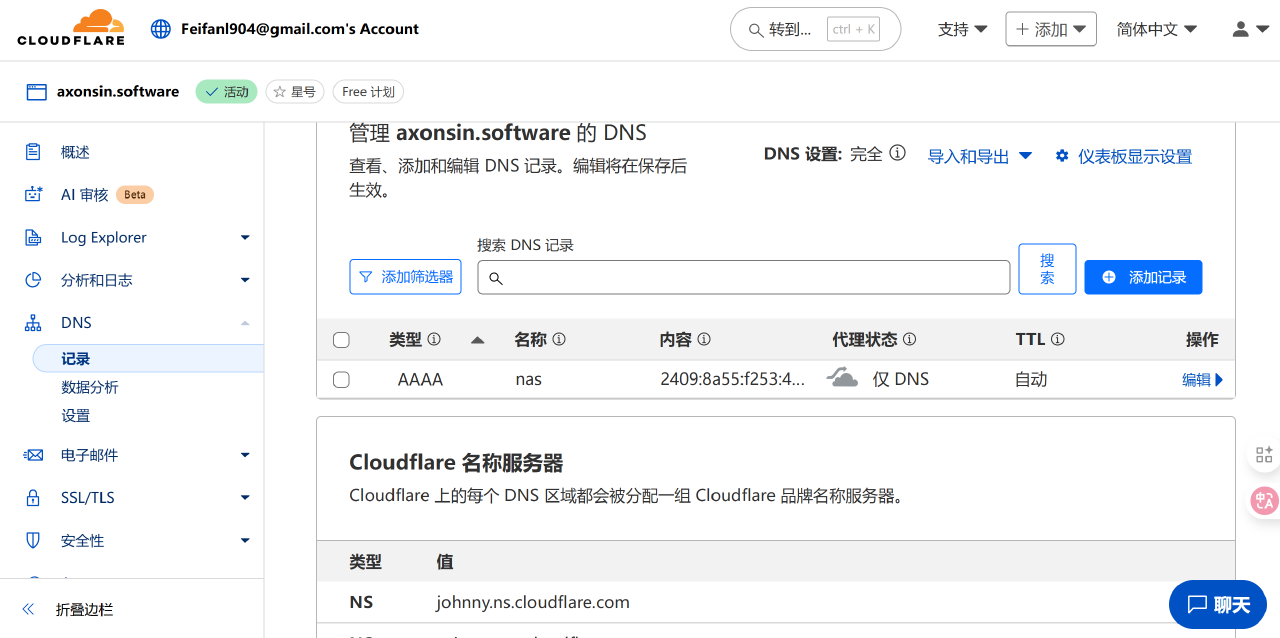 CLOUDFLARE
Feifanl904@gmail.com's Account
转到... ctrl + K
支持
添加
简体中文
axonsin.software
活动
星号
Free 计划
概述
AI 审核 Beta
Log Explorer
分析和日志
DNS
记录
数据分析
设置
电子邮件
SSL/TLS
安全性
折叠边栏
管理 axonsin.software 的 DNS
查看、添加和编辑 DNS 记录。编辑将在保存后
生效。
DNS 设置: 完全
导入和导出
仪表板显示设置
添加筛选器
搜索 DNS 记录
搜
索
添加记录
类型 名称 内容 代理状态 TTL 操作
AAAA nas 2409:8a55:f253:4... 仅 DNS 自动 编辑
Cloudflare 名称服务器
Cloudflare 上的每个 DNS 区域都会被分配一组 Cloudflare 品牌名称服务器。
类型 值
NS johnny.ns.cloudflare.com
聊天
中A